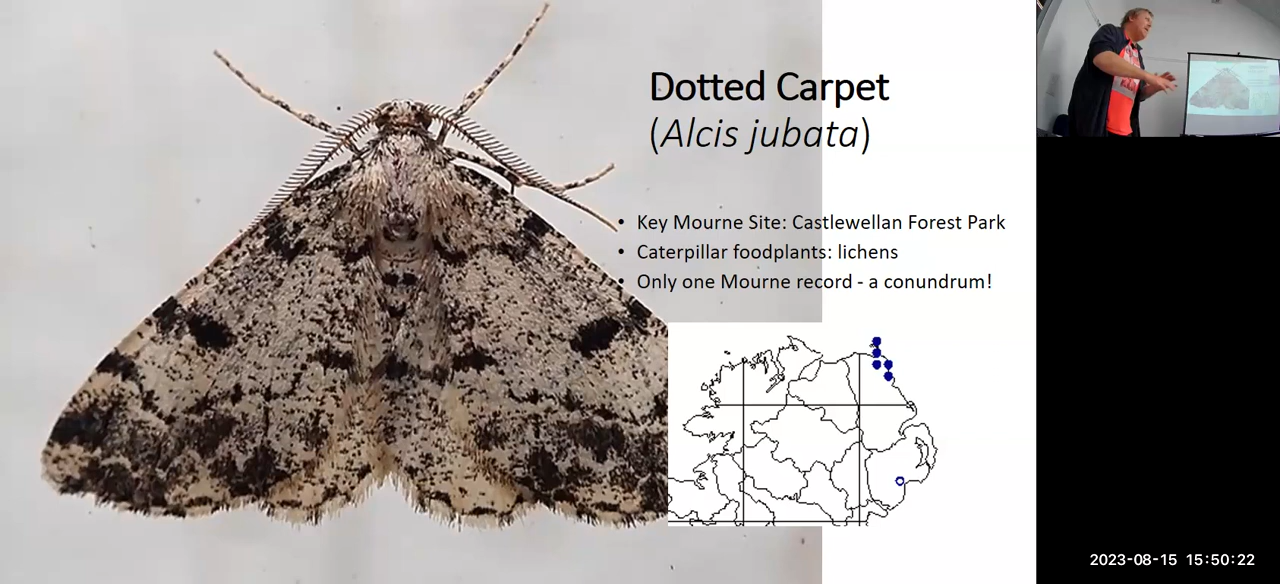 Dotted Carpet
(Alcis jubata)
• Key Mourne Site: Castlewellan Forest Park
• Caterpillar foodplants: lichens
• Only one Mourne record - a conundrum!
2023-08-15 15:50:22